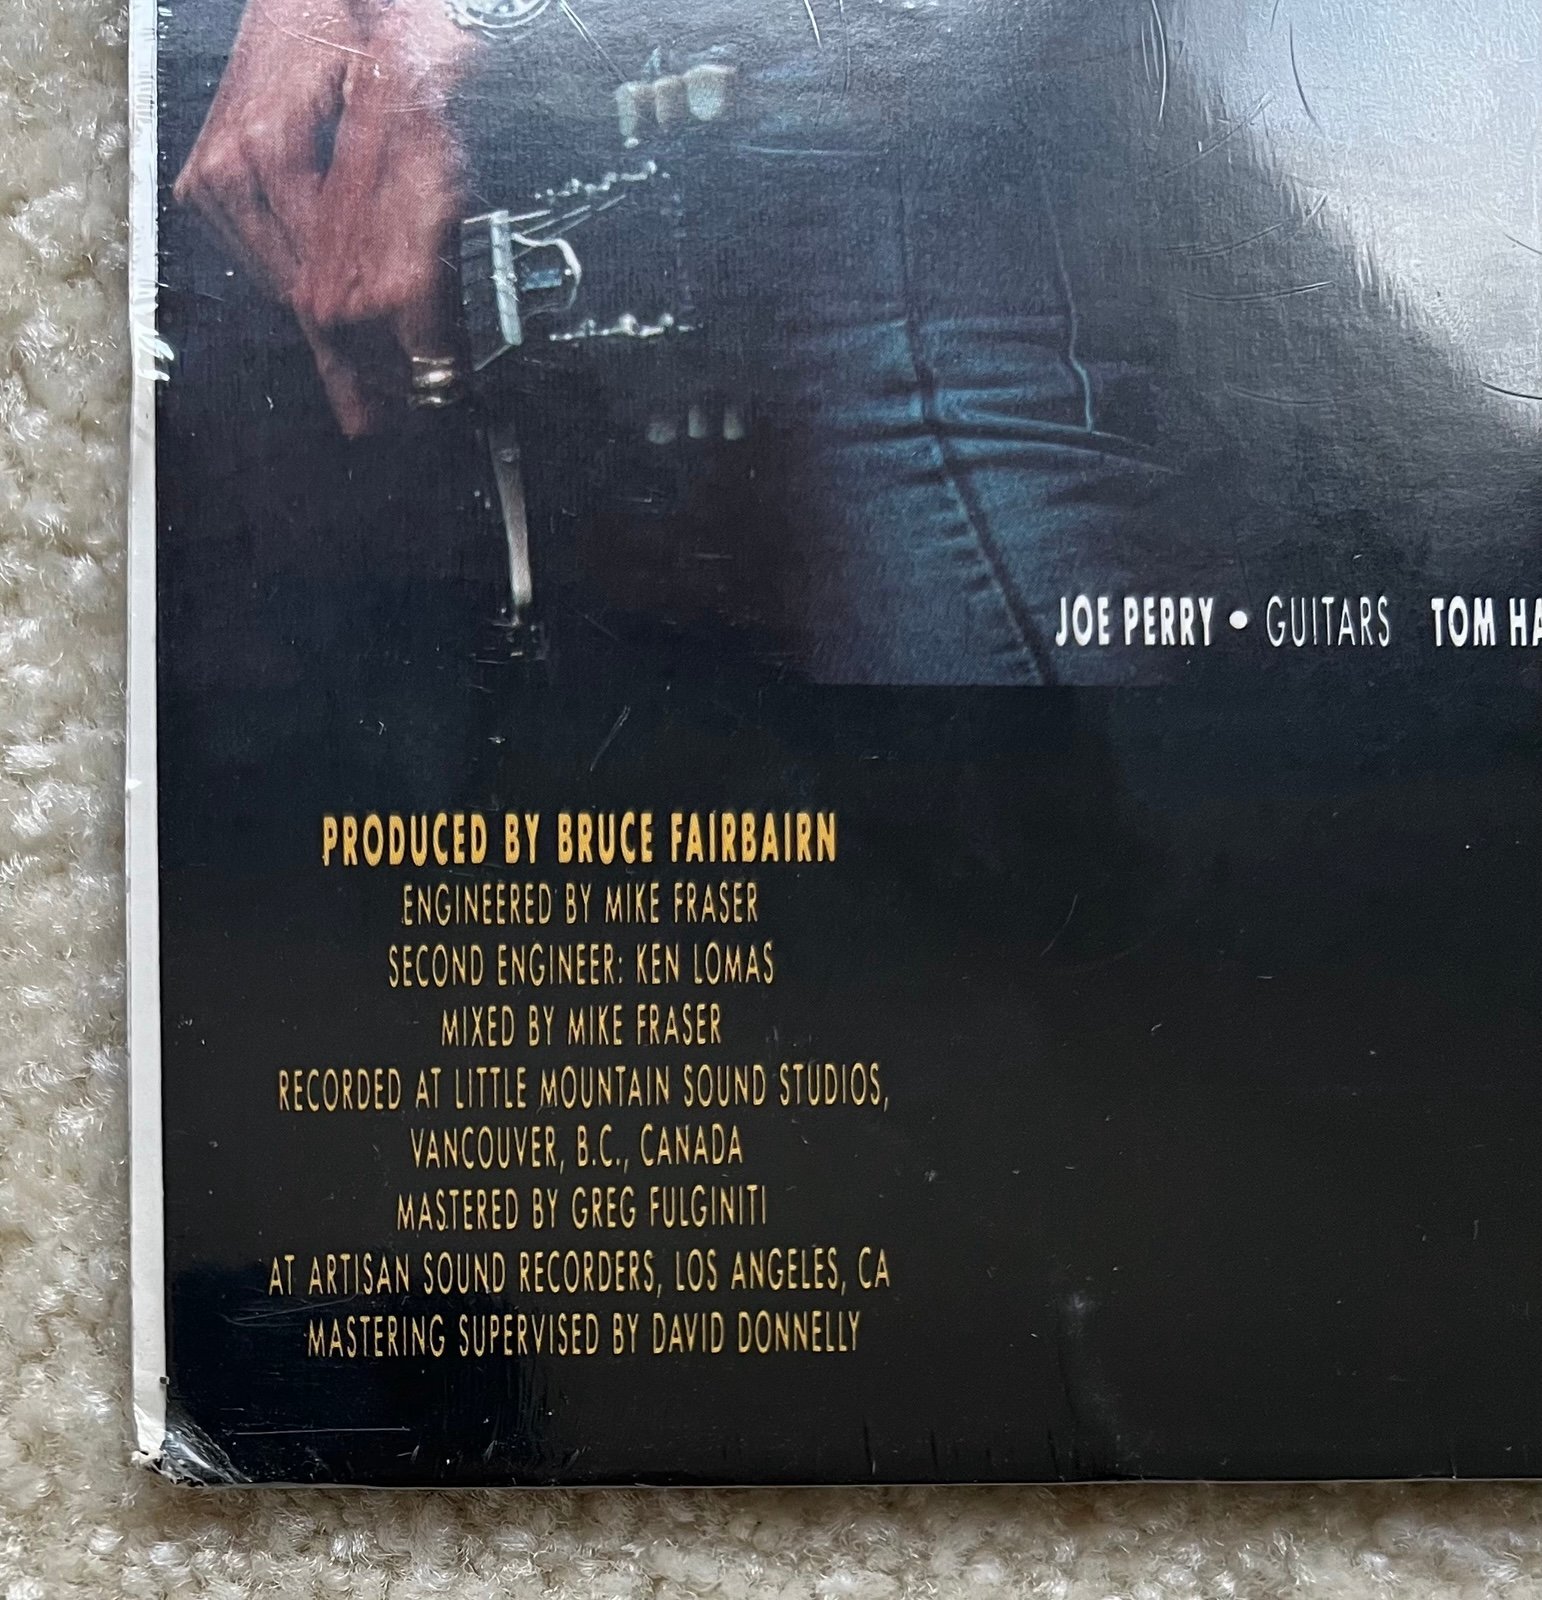 JOE PERRY • GUITARS TOM HA
PRODUCED BY BRUCE FAIRBAIRN
ENGINEERED BY MIKE FRASER
SECOND ENGINEER: KEN LOMAS
MIXED BY MIKE FRASER
RECORDED AT LITTLE MOUNTAIN SOUND STUDIOS,
VANCOUVER, B.C., CANADA
MASTERED BY GREG FULGINITI
AT ARTISAN SOUND RECORDERS, LOS ANGELES, CA
MASTERING SUPERVISED BY DAVID DONNELLY